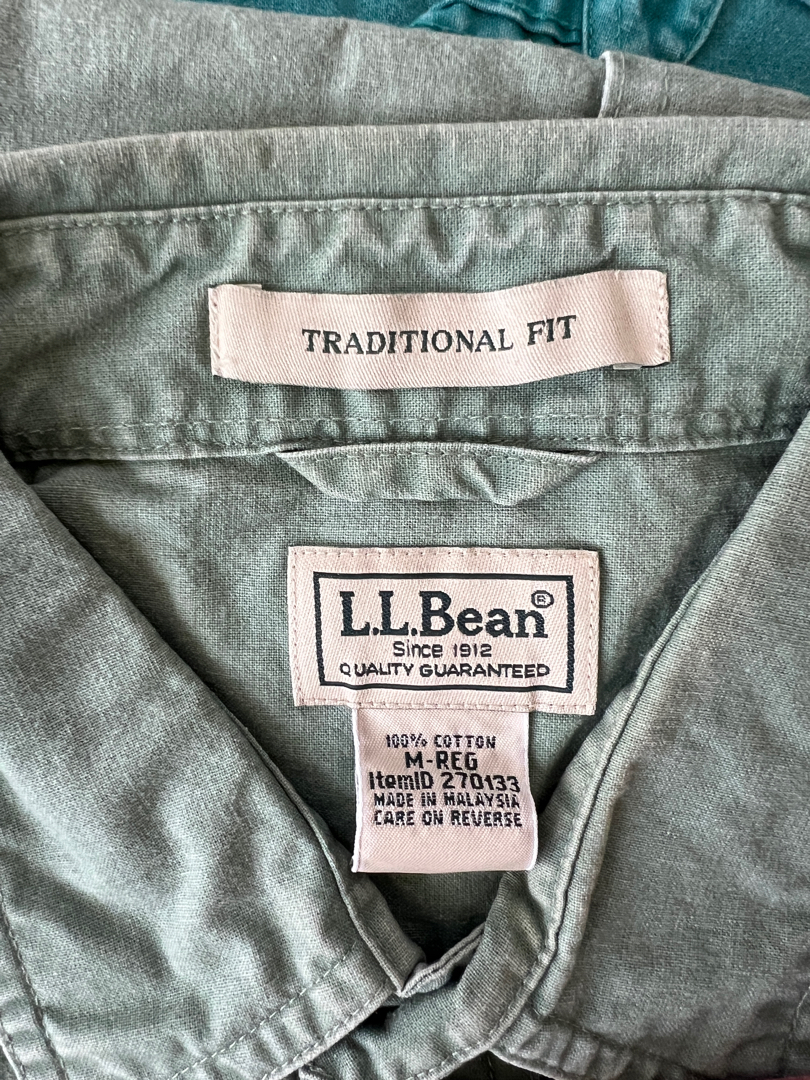 TRADITIONAL FIT
L.L.Bean®
Since 1912
QUALITY GUARANTEED
100% COTTON
M-REG
ItemID 270133
MADE IN MALAYSIA
CARE ON REVERSE